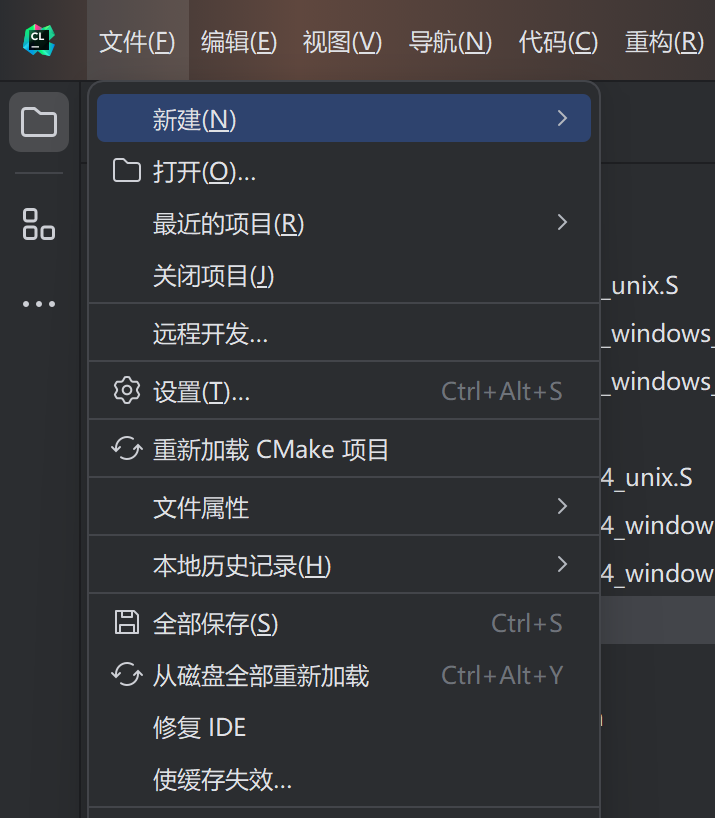 CL
文件(F) 编辑(E) 视图(V) 导航(N) 代码(C) 重构(R)
新建(N)
打开(O)...
最近的项目(R)
关闭项目(J)
_unix.S
远程开发...
_windows_
设置(T)... Ctrl+Alt+S
_windows_
重新加载 CMake 项目
4_unix.S
文件属性
4_window
本地历史记录(H)
4_window
全部保存(S) Ctrl+S
从磁盘全部重新加载 Ctrl+Alt+Y
修复 IDE
使缓存失效...